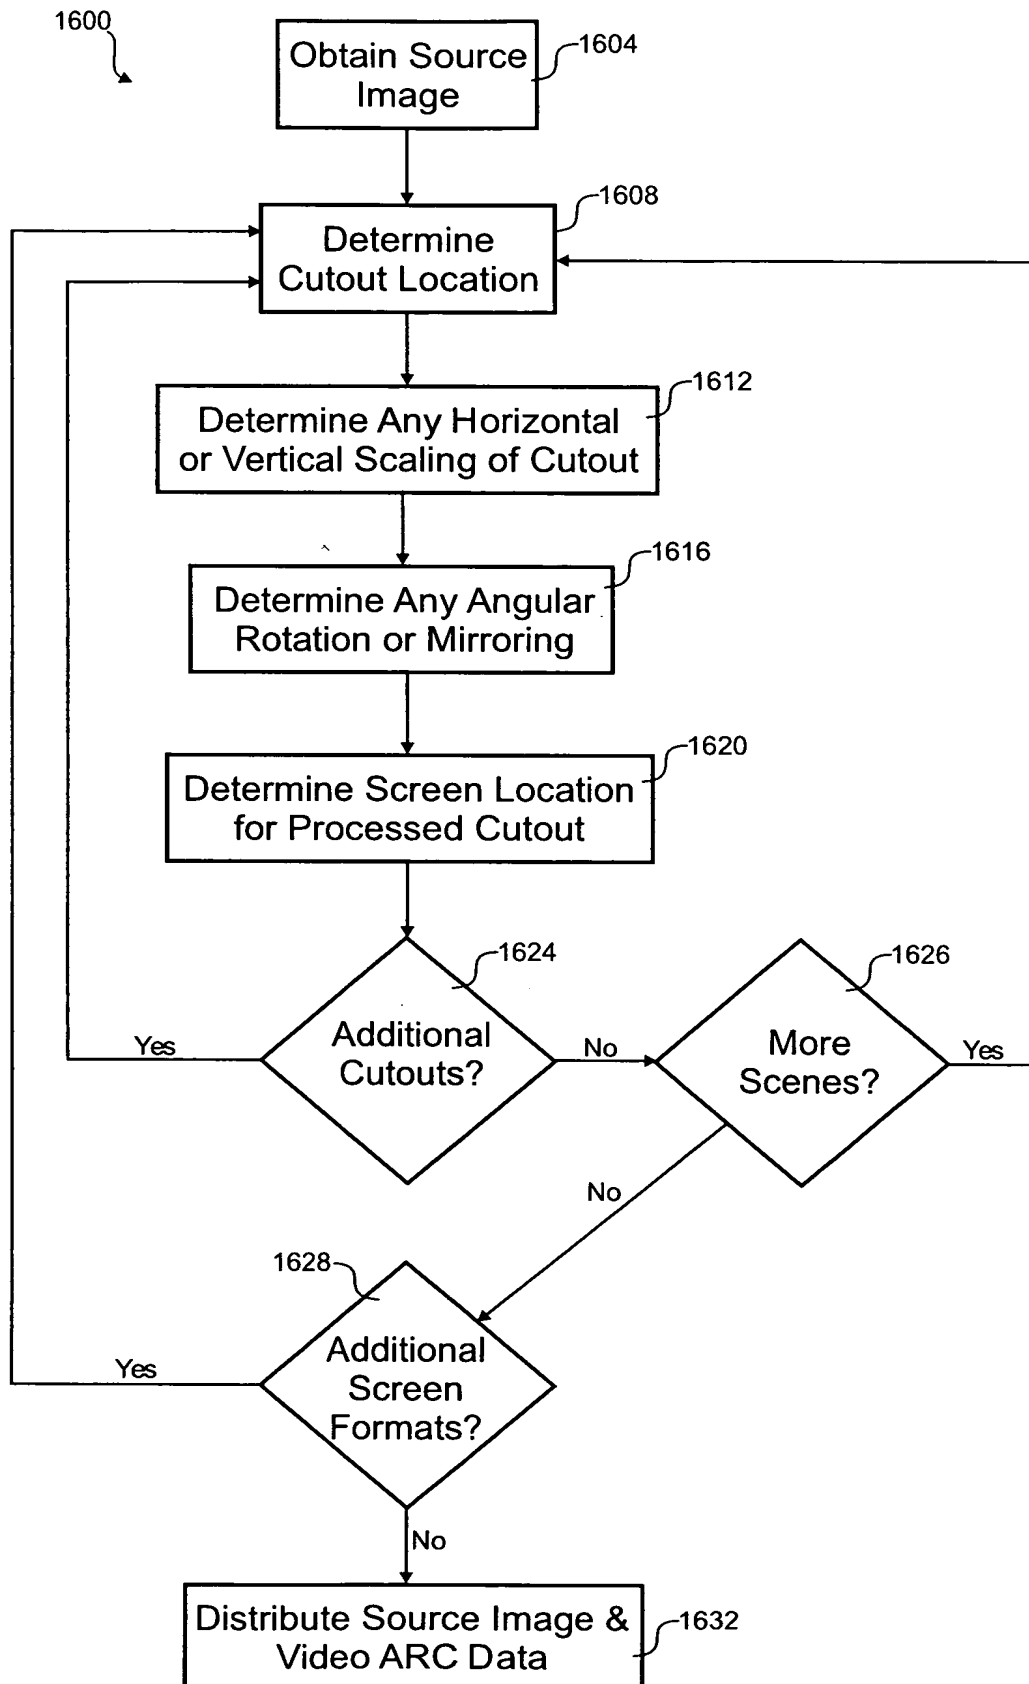 1600
Obtain Source
Image
1604
Determine
Cutout Location
1608
Determine Any Horizontal
or Vertical Scaling of Cutout
1612
Determine Any Angular
Rotation or Mirroring
1616
Determine Screen Location
for Processed Cutout
1620
Additional
Cutouts?
1624
Yes
No
More
Scenes?
1626
Yes
No
Additional
Screen
Formats?
1628
Yes
No
Distribute Source Image &
Video ARC Data
1632